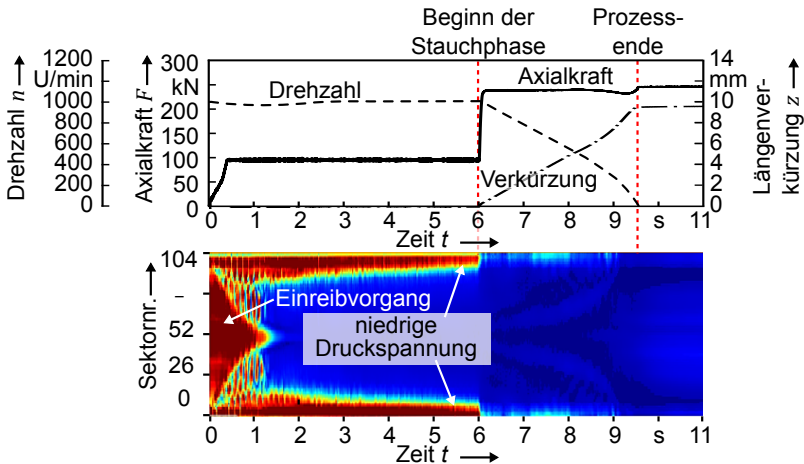 Beginn der
Stauchphase
Prozess-
ende
Drehzahl n
1200
U/min
1000
800
600
400
200
0
Axialkraft F
300
kN
200
150
100
50
0
Drehzahl
Axialkraft
Verkürzung
14
mm
10
8
6
4
2
0
Längenver-
kürzung z
0 1 2 3 4 5 6 7 8 9 s 11
Zeit t
Sektornr.
104
–
52
26
0
Einreibvorgang
niedrige
Druckspannung
0 1 2 3 4 5 6 7 8 9 s 11
Zeit t